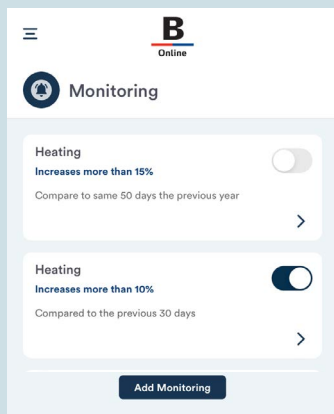 B
Online
Monitoring
Heating
Increases more than 15%
Compare to same 50 days the previous year
Heating
Increases more than 10%
Compared to the previous 30 days
Add Monitoring